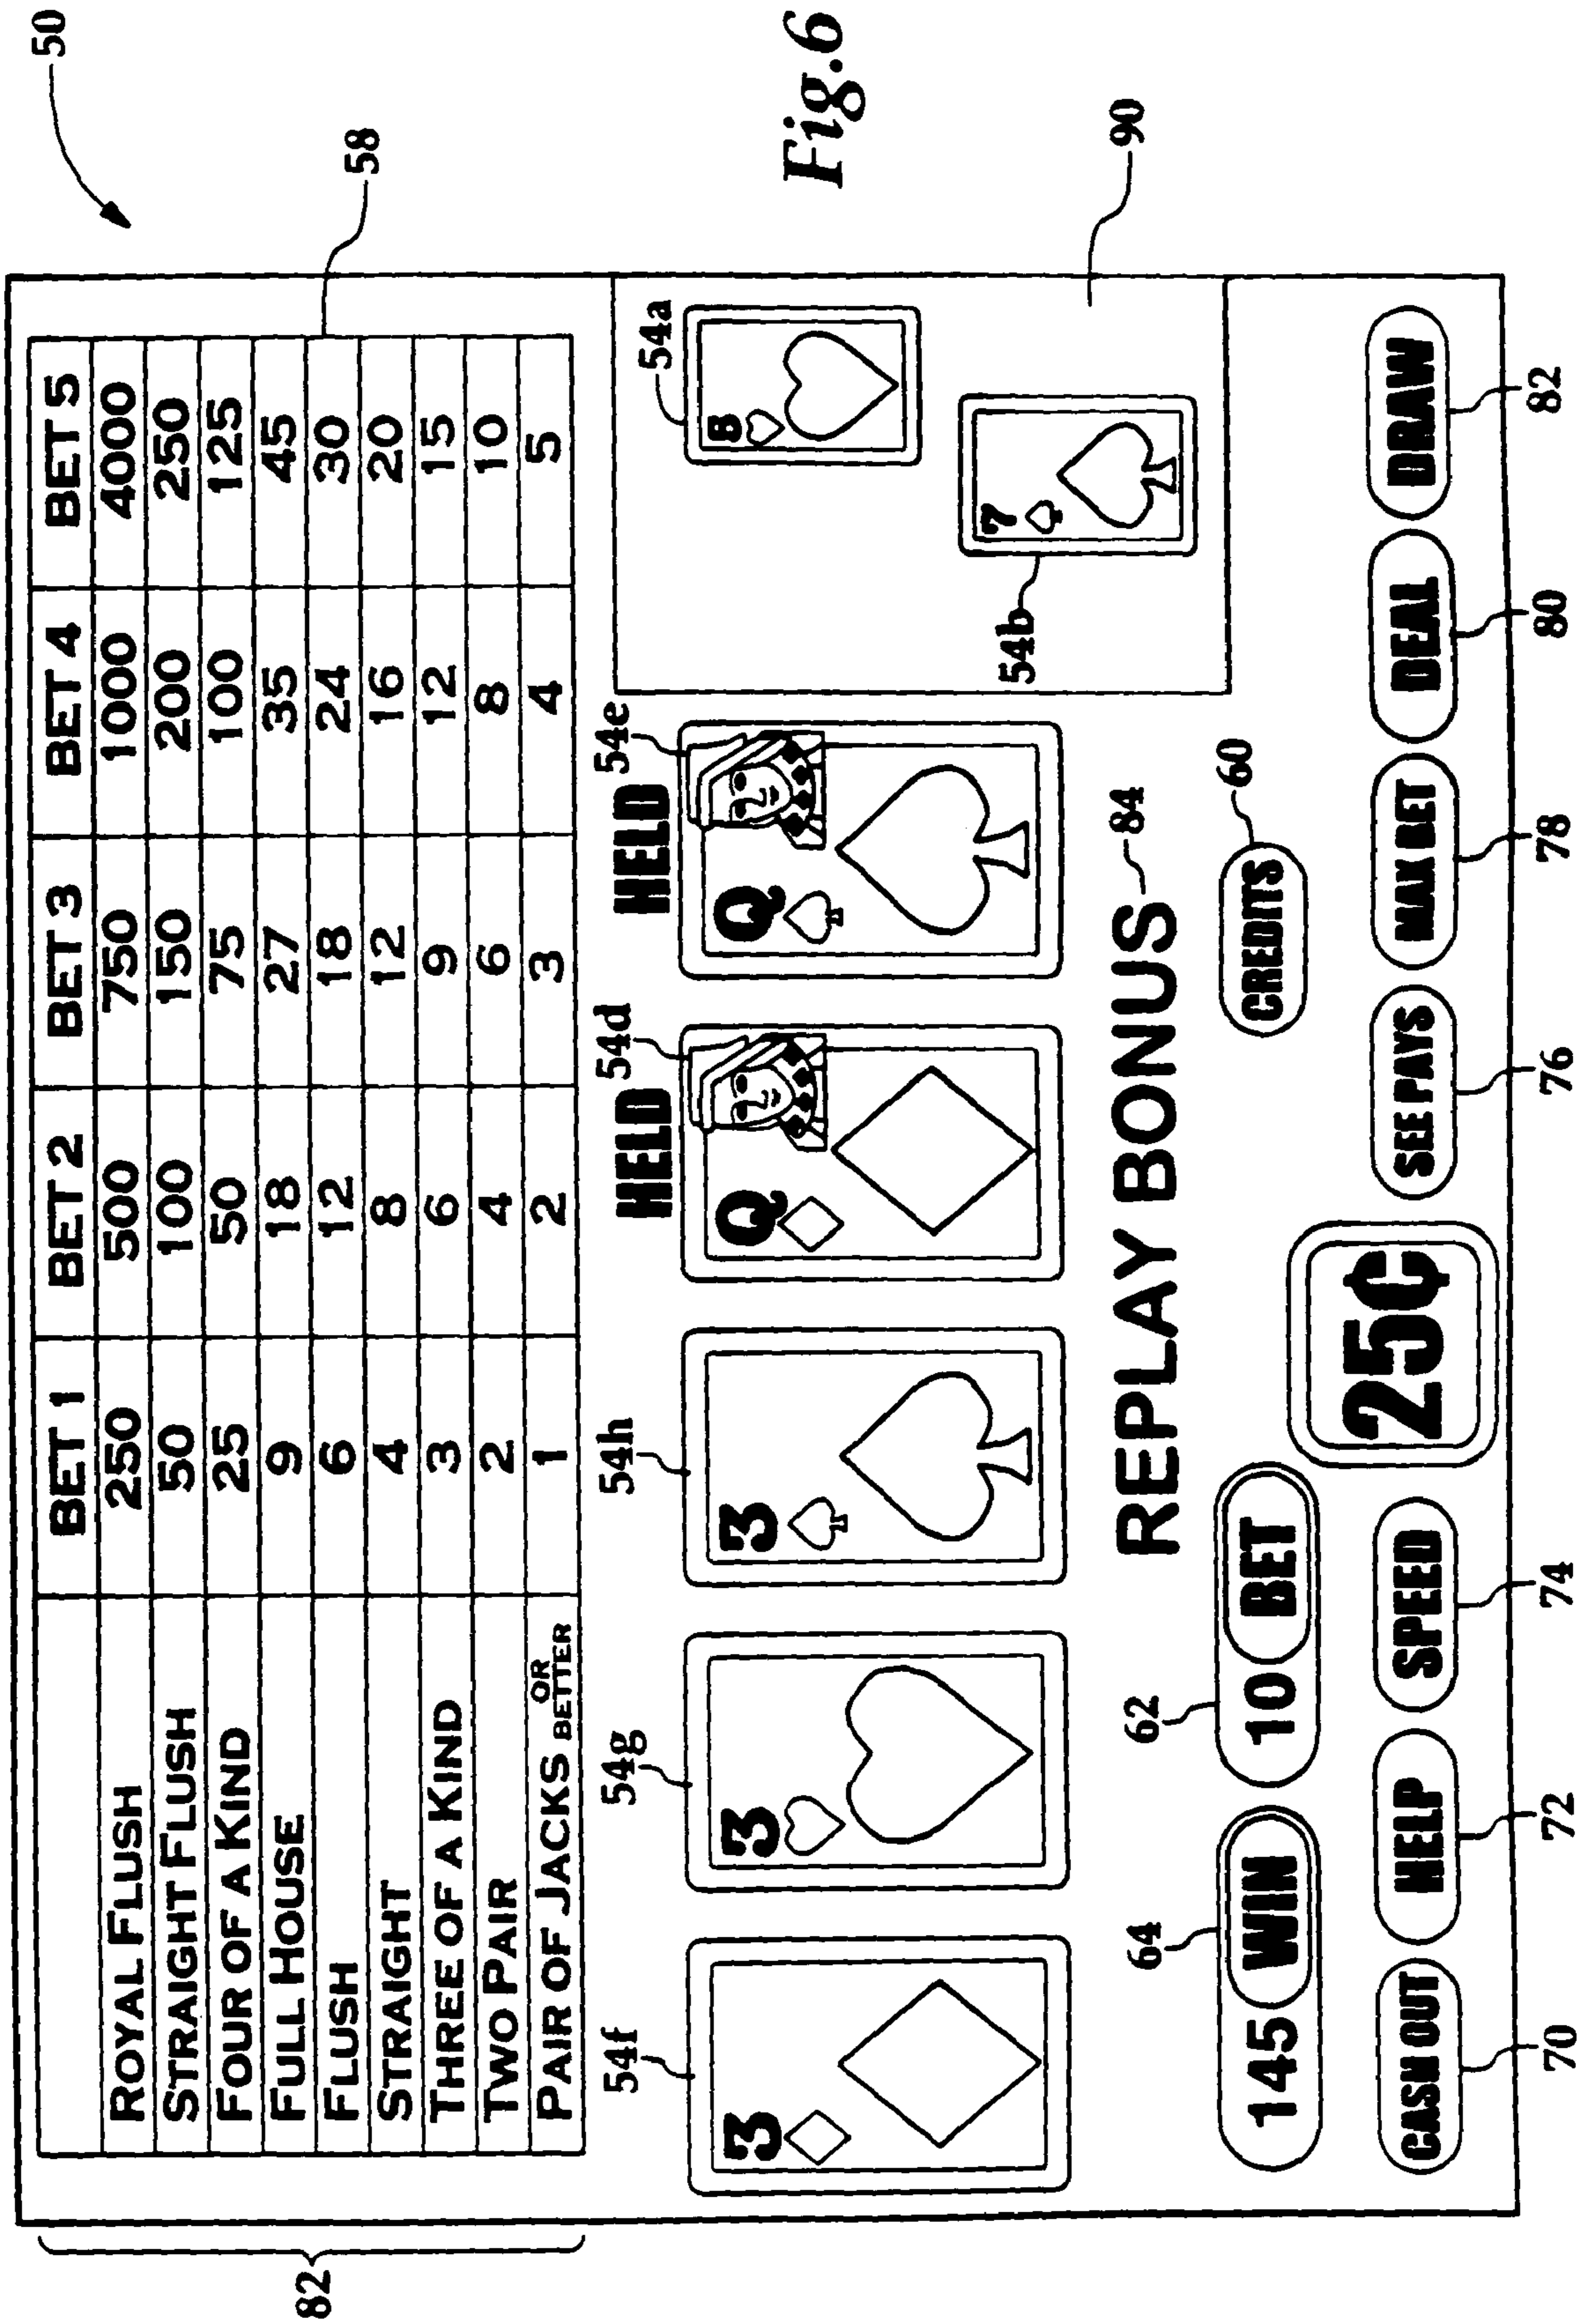 50
58
82
BET 1 BET 2 BET 3 BET 4 BET 5
ROYAL FLUSH 250 500 750 1000 4000
STRAIGHT FLUSH 50 100 150 200 250
FOUR OF A KIND 25 50 75 100 125
FULL HOUSE 9 18 27 35 45
FLUSH 6 12 18 24 30
STRAIGHT 4 8 12 16 20
THREE OF A KIND 3 6 9 12 15
TWO PAIR 2 4 6 8 10
PAIR OF JACKS OR BETTER 1 2 3 4 5
54f 54g 54h 54d 54e 54a
HELD HELD
3 3 3 Q Q 8
54b
7
REPLAY BONUS 84
90
64 62 60
145 WIN 10 BET CREDITS
25¢
CASH OUT HELP SPEED SEE PAYS MAX BET DEAL DRAW
70 72 74 76 78 80 82
Fig.6